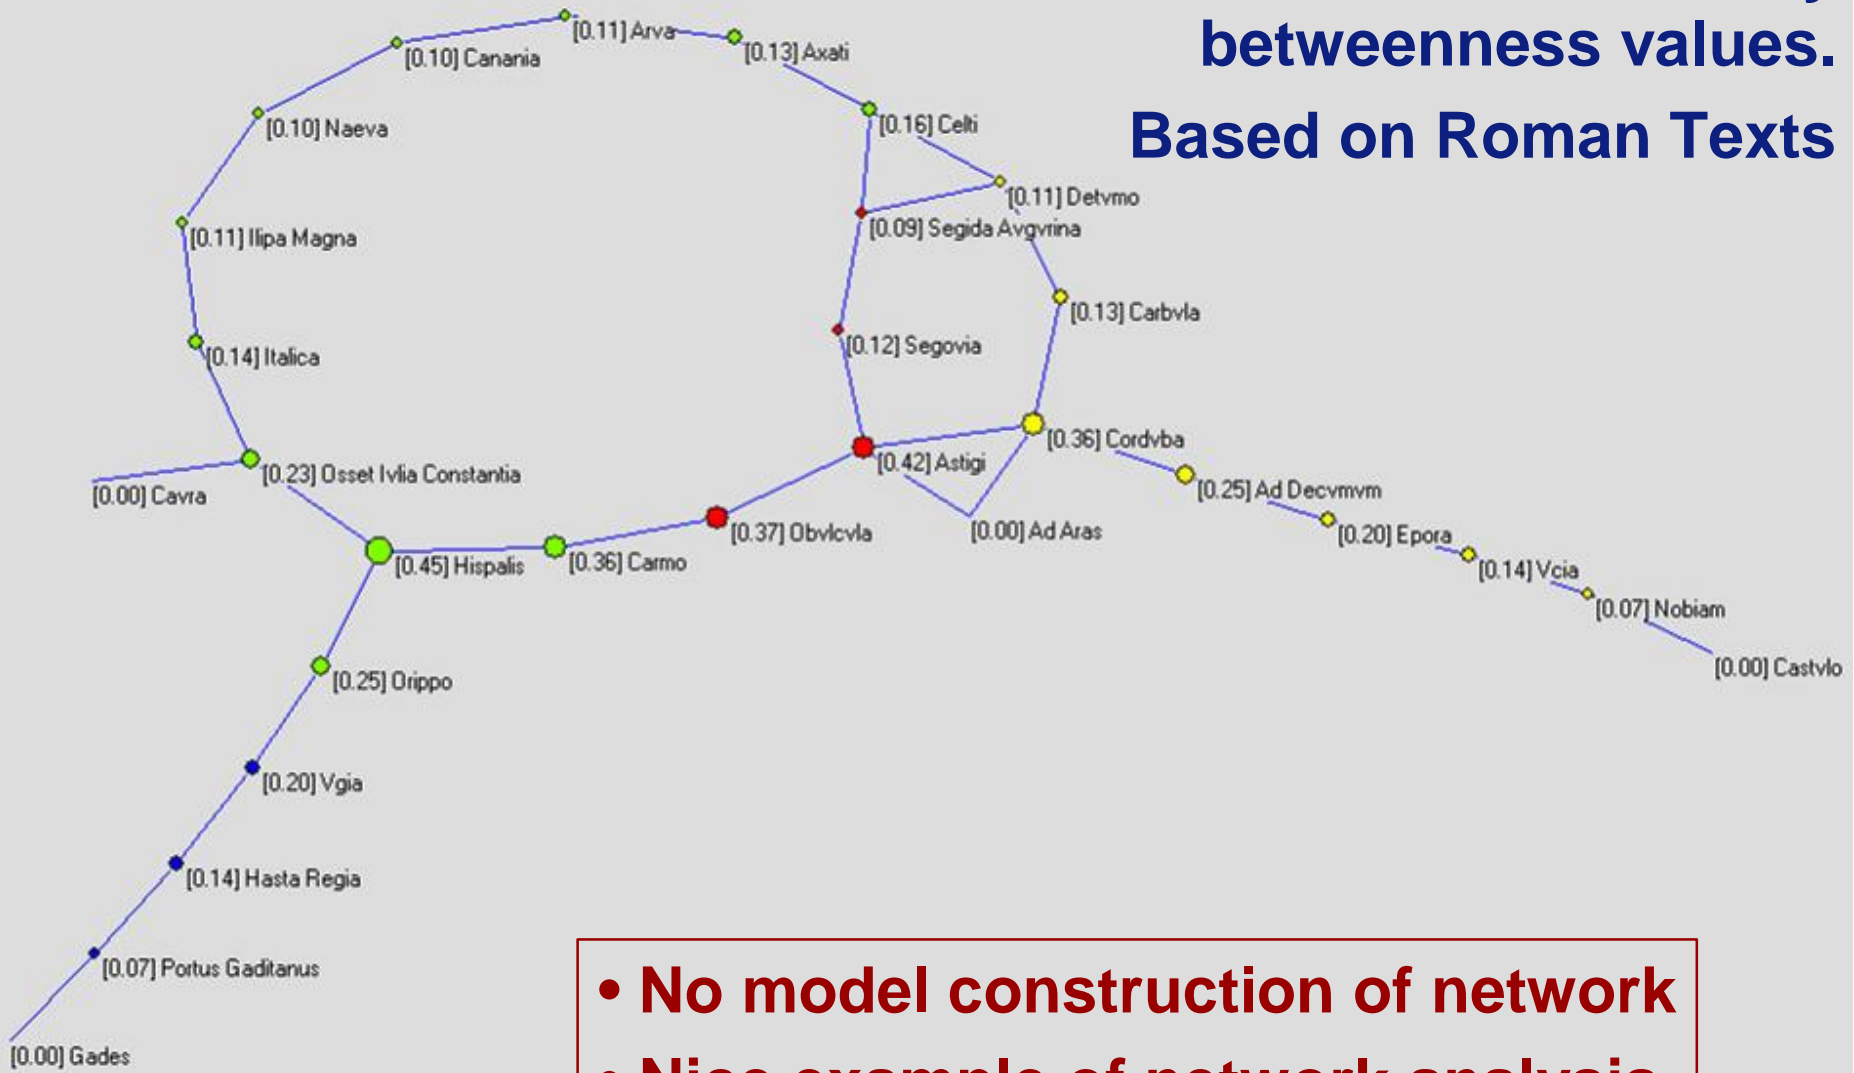 betweenness values.
Based on Roman Texts
[0.11] Arva
[0.10] Canania
[0.13] Axati
[0.10] Naeva
[0.16] Celti
[0.11] Detvmo
[0.09] Segida Avgvrina
[0.11] Ilipa Magna
[0.13] Carbvla
[0.12] Segovia
[0.14] Italica
[0.36] Cordvba
[0.42] Astigi
[0.23] Osset Ivlia Constantia
[0.00] Cavra
[0.25] Ad Decvmvm
[0.37] Obvlcvla
[0.00] Ad Aras
[0.20] Epora
[0.45] Hispalis
[0.36] Carmo
[0.14] Vcia
[0.07] Nobiam
[0.00] Castvlo
[0.25] Orippo
[0.20] Vgia
[0.14] Hasta Regia
[0.07] Portus Gaditanus
[0.00] Gades
• No model construction of network
• Nice example of network analysis